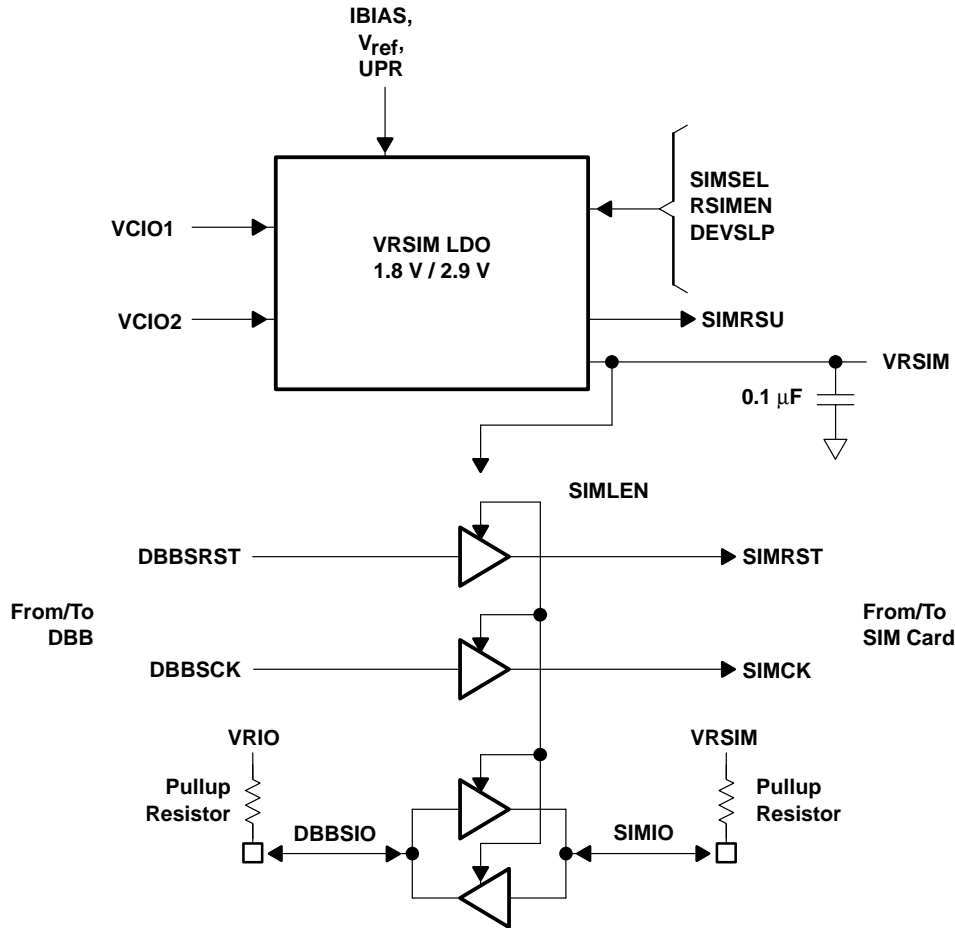 IBIAS,
Vref,
UPR
SIMSEL
RSIMEN
DEVSLP
VCIO1
VRSIM LDO
1.8 V / 2.9 V
VCIO2
SIMRSU
VRSIM
0.1 μF
SIMLEN
DBBSRST
SIMRST
From/To
DBB
From/To
SIM Card
DBBSCK
SIMCK
VRIO
VRSIM
Pullup
Resistor
Pullup
Resistor
DBBSIO
SIMIO